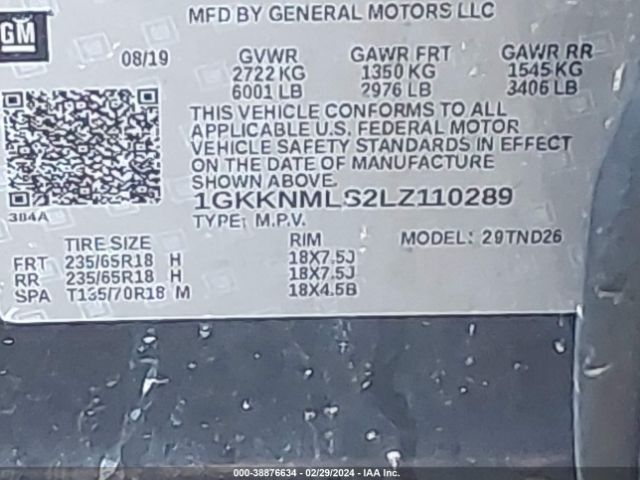 MFD BY GENERAL MOTORS LLC
GM
08/19 GVWR GAWR FRT GAWR RR
2722 KG 1350 KG 1545 KG
6001 LB 2976 LB 3406 LB
THIS VEHICLE CONFORMS TO ALL
APPLICABLE U.S. FEDERAL MOTOR
VEHICLE SAFETY STANDARDS IN EFFECT
ON THE DATE OF MANUFACTURE
SHOWN ABOVE.
1GKKNMLS2LZ110289
384A
TYPE: M.P.V.
TIRE SIZE RIM MODEL: 29TND26
FRT 235/65R18 H 18X7.5J
RR 235/65R18 H 18X7.5J
SPA T135/70R18 M 18X4.5B
000-38876634 - 02/29/2024 - IAA Inc.